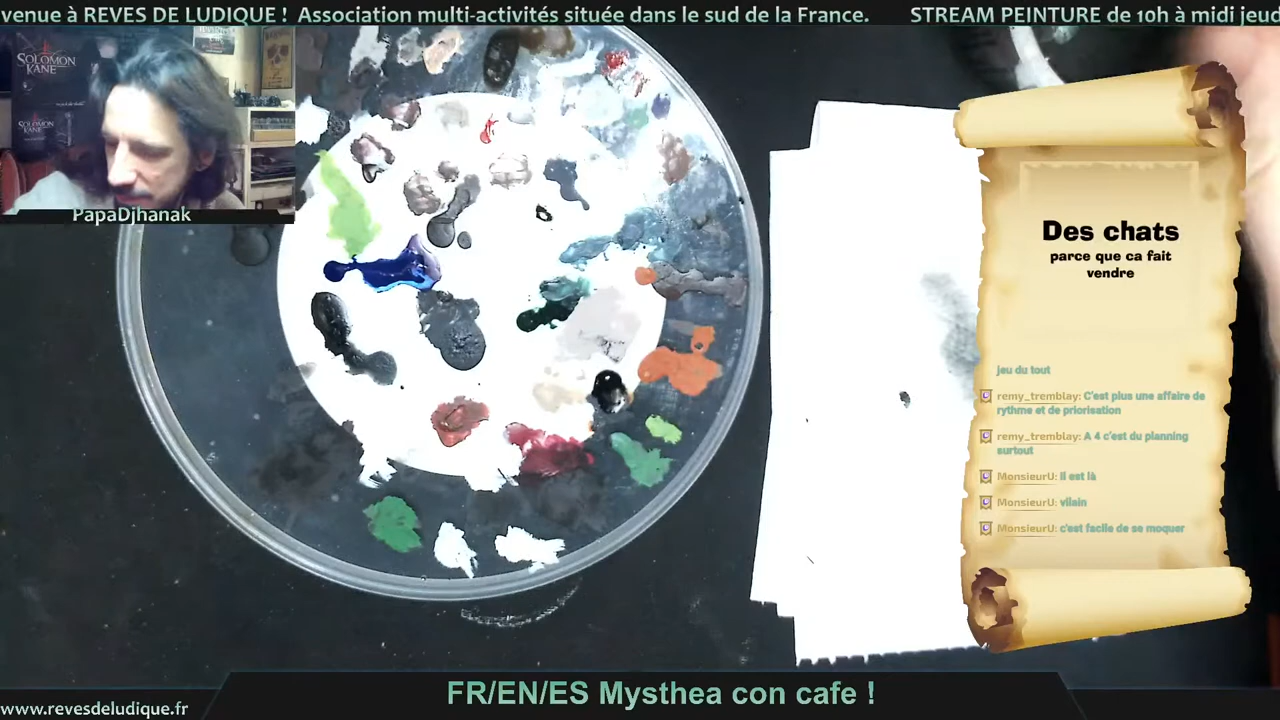 venue à REVES DE LUDIQUE ! Association multi-activités située dans le sud de la France. STREAM PEINTURE de 10h à midi jeud
SOLOMON
KANE
SOLOMON
KANE
PapaDjhanak
Des chats
parce que ca fait
vendre
jeu du tout
remy_tremblay: C'est plus une affaire de
rythme et de priorisation
remy_tremblay: A 4 c'est du planning
surtout
MonsieurU: il est là
MonsieurU: vilain
MonsieurU: c'est facile de se moquer
FR/EN/ES Mysthea con cafe !
www.revesdeludique.fr